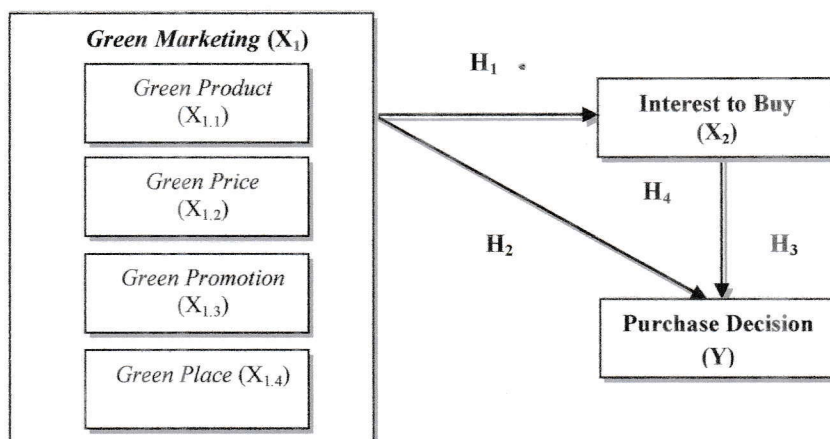 Green Marketing (X₁)
Green Product
(X₁.₁)
Green Price
(X₁.₂)
Green Promotion
(X₁.₃)
Green Place (X₁.₄)
H₁
Interest to Buy
(X₂)
H₄
H₂
H₃
Purchase Decision
(Y)